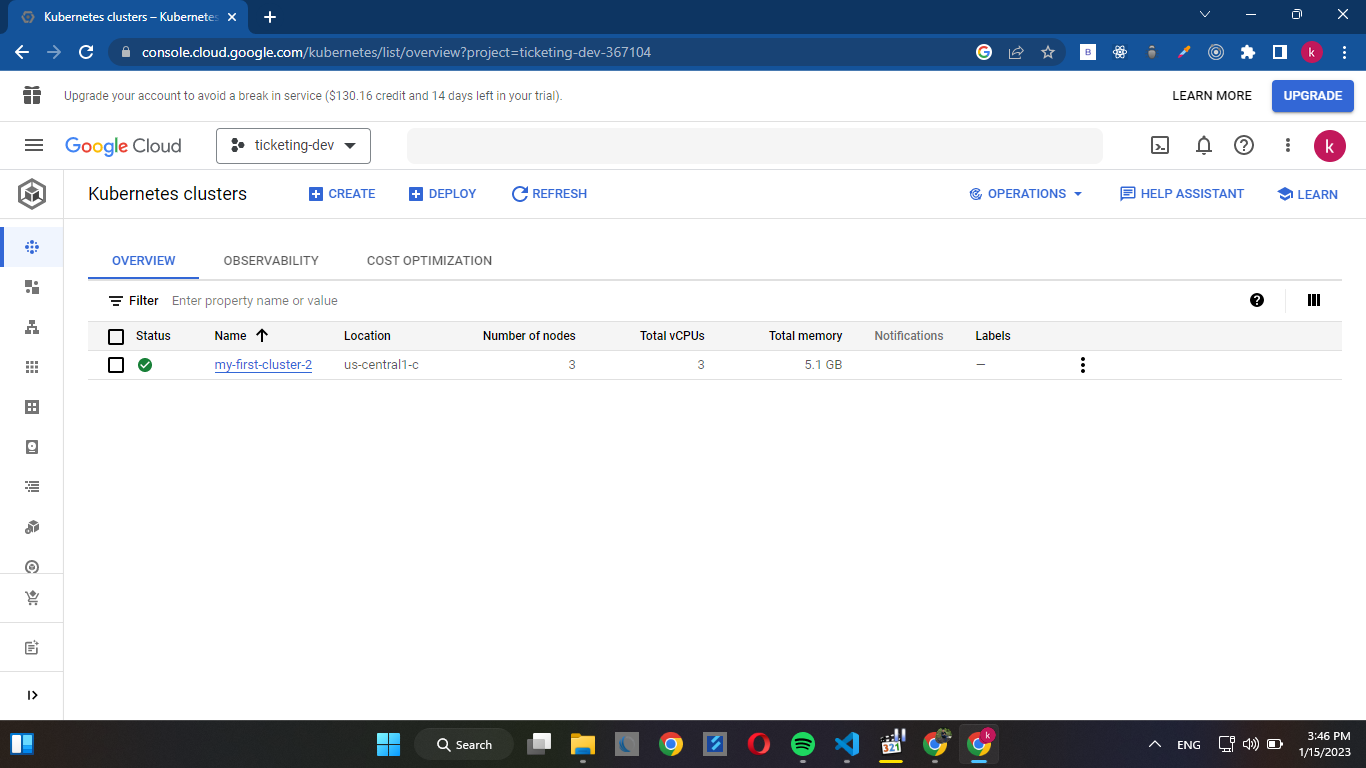 Kubernetes clusters – Kubernetes
console.cloud.google.com/kubernetes/list/overview?project=ticketing-dev-367104
B
k
Upgrade your account to avoid a break in service ($130.16 credit and 14 days left in your trial).
LEARN MORE
UPGRADE
Google Cloud
ticketing-dev
k
Kubernetes clusters
CREATE
DEPLOY
REFRESH
OPERATIONS
HELP ASSISTANT
LEARN
OVERVIEW
OBSERVABILITY
COST OPTIMIZATION
Filter Enter property name or value
Status Name Location Number of nodes Total vCPUs Total memory Notifications Labels
my-first-cluster-2 us-central1-c 3 3 5.1 GB —
Search
321
k
ENG
3:46 PM
1/15/2023